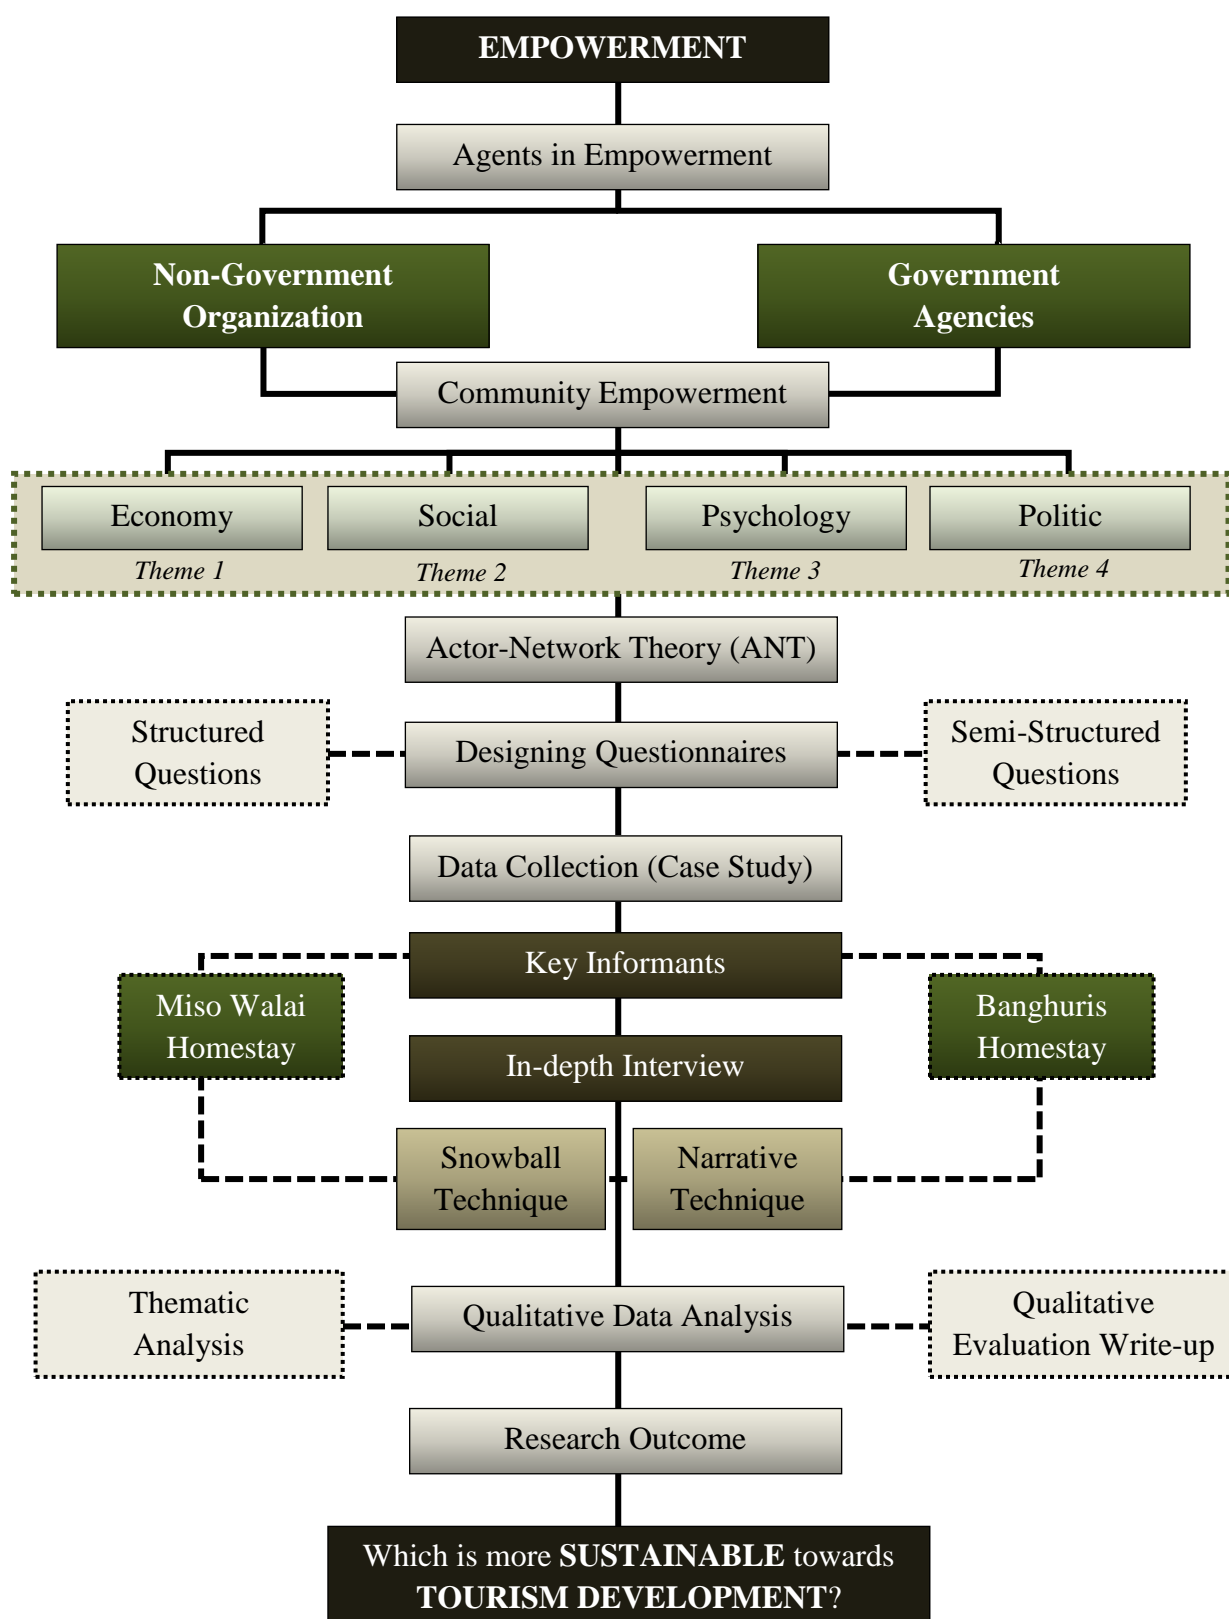 EMPOWERMENT
Agents in Empowerment
Non-Government
Organization
Government
Agencies
Community Empowerment
Economy
Social
Psychology
Politic
Theme 1
Theme 2
Theme 3
Theme 4
Actor-Network Theory (ANT)
Structured
Questions
Designing Questionnaires
Semi-Structured
Questions
Data Collection (Case Study)
Key Informants
Miso Walai
Homestay
Banghuris
Homestay
In-depth Interview
Snowball
Technique
Narrative
Technique
Thematic
Analysis
Qualitative Data Analysis
Qualitative
Evaluation Write-up
Research Outcome
Which is more SUSTAINABLE towards
TOURISM DEVELOPMENT?